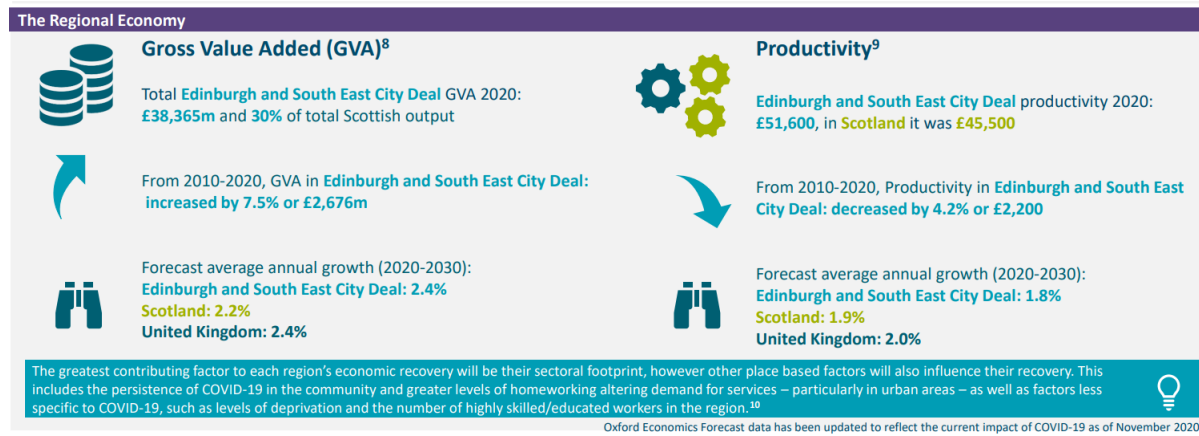 The Regional Economy
Gross Value Added (GVA)8
Total Edinburgh and South East City Deal GVA 2020:
£38,365m and 30% of total Scottish output
From 2010-2020, GVA in Edinburgh and South East City Deal:
increased by 7.5% or £2,676m
Forecast average annual growth (2020-2030):
Edinburgh and South East City Deal: 2.4%
Scotland: 2.2%
United Kingdom: 2.4%
Productivity9
Edinburgh and South East City Deal productivity 2020:
£51,600, in Scotland it was £45,500
From 2010-2020, Productivity in Edinburgh and South East
City Deal: decreased by 4.2% or £2,200
Forecast average annual growth (2020-2030):
Edinburgh and South East City Deal: 1.8%
Scotland: 1.9%
United Kingdom: 2.0%
The greatest contributing factor to each region's economic recovery will be their sectoral footprint, however other place based factors will also influence their recovery. This
includes the persistence of COVID-19 in the community and greater levels of homeworking altering demand for services – particularly in urban areas – as well as factors less
specific to COVID-19, such as levels of deprivation and the number of highly skilled/educated workers in the region.10
Oxford Economics Forecast data has been updated to reflect the current impact of COVID-19 as of November 2020